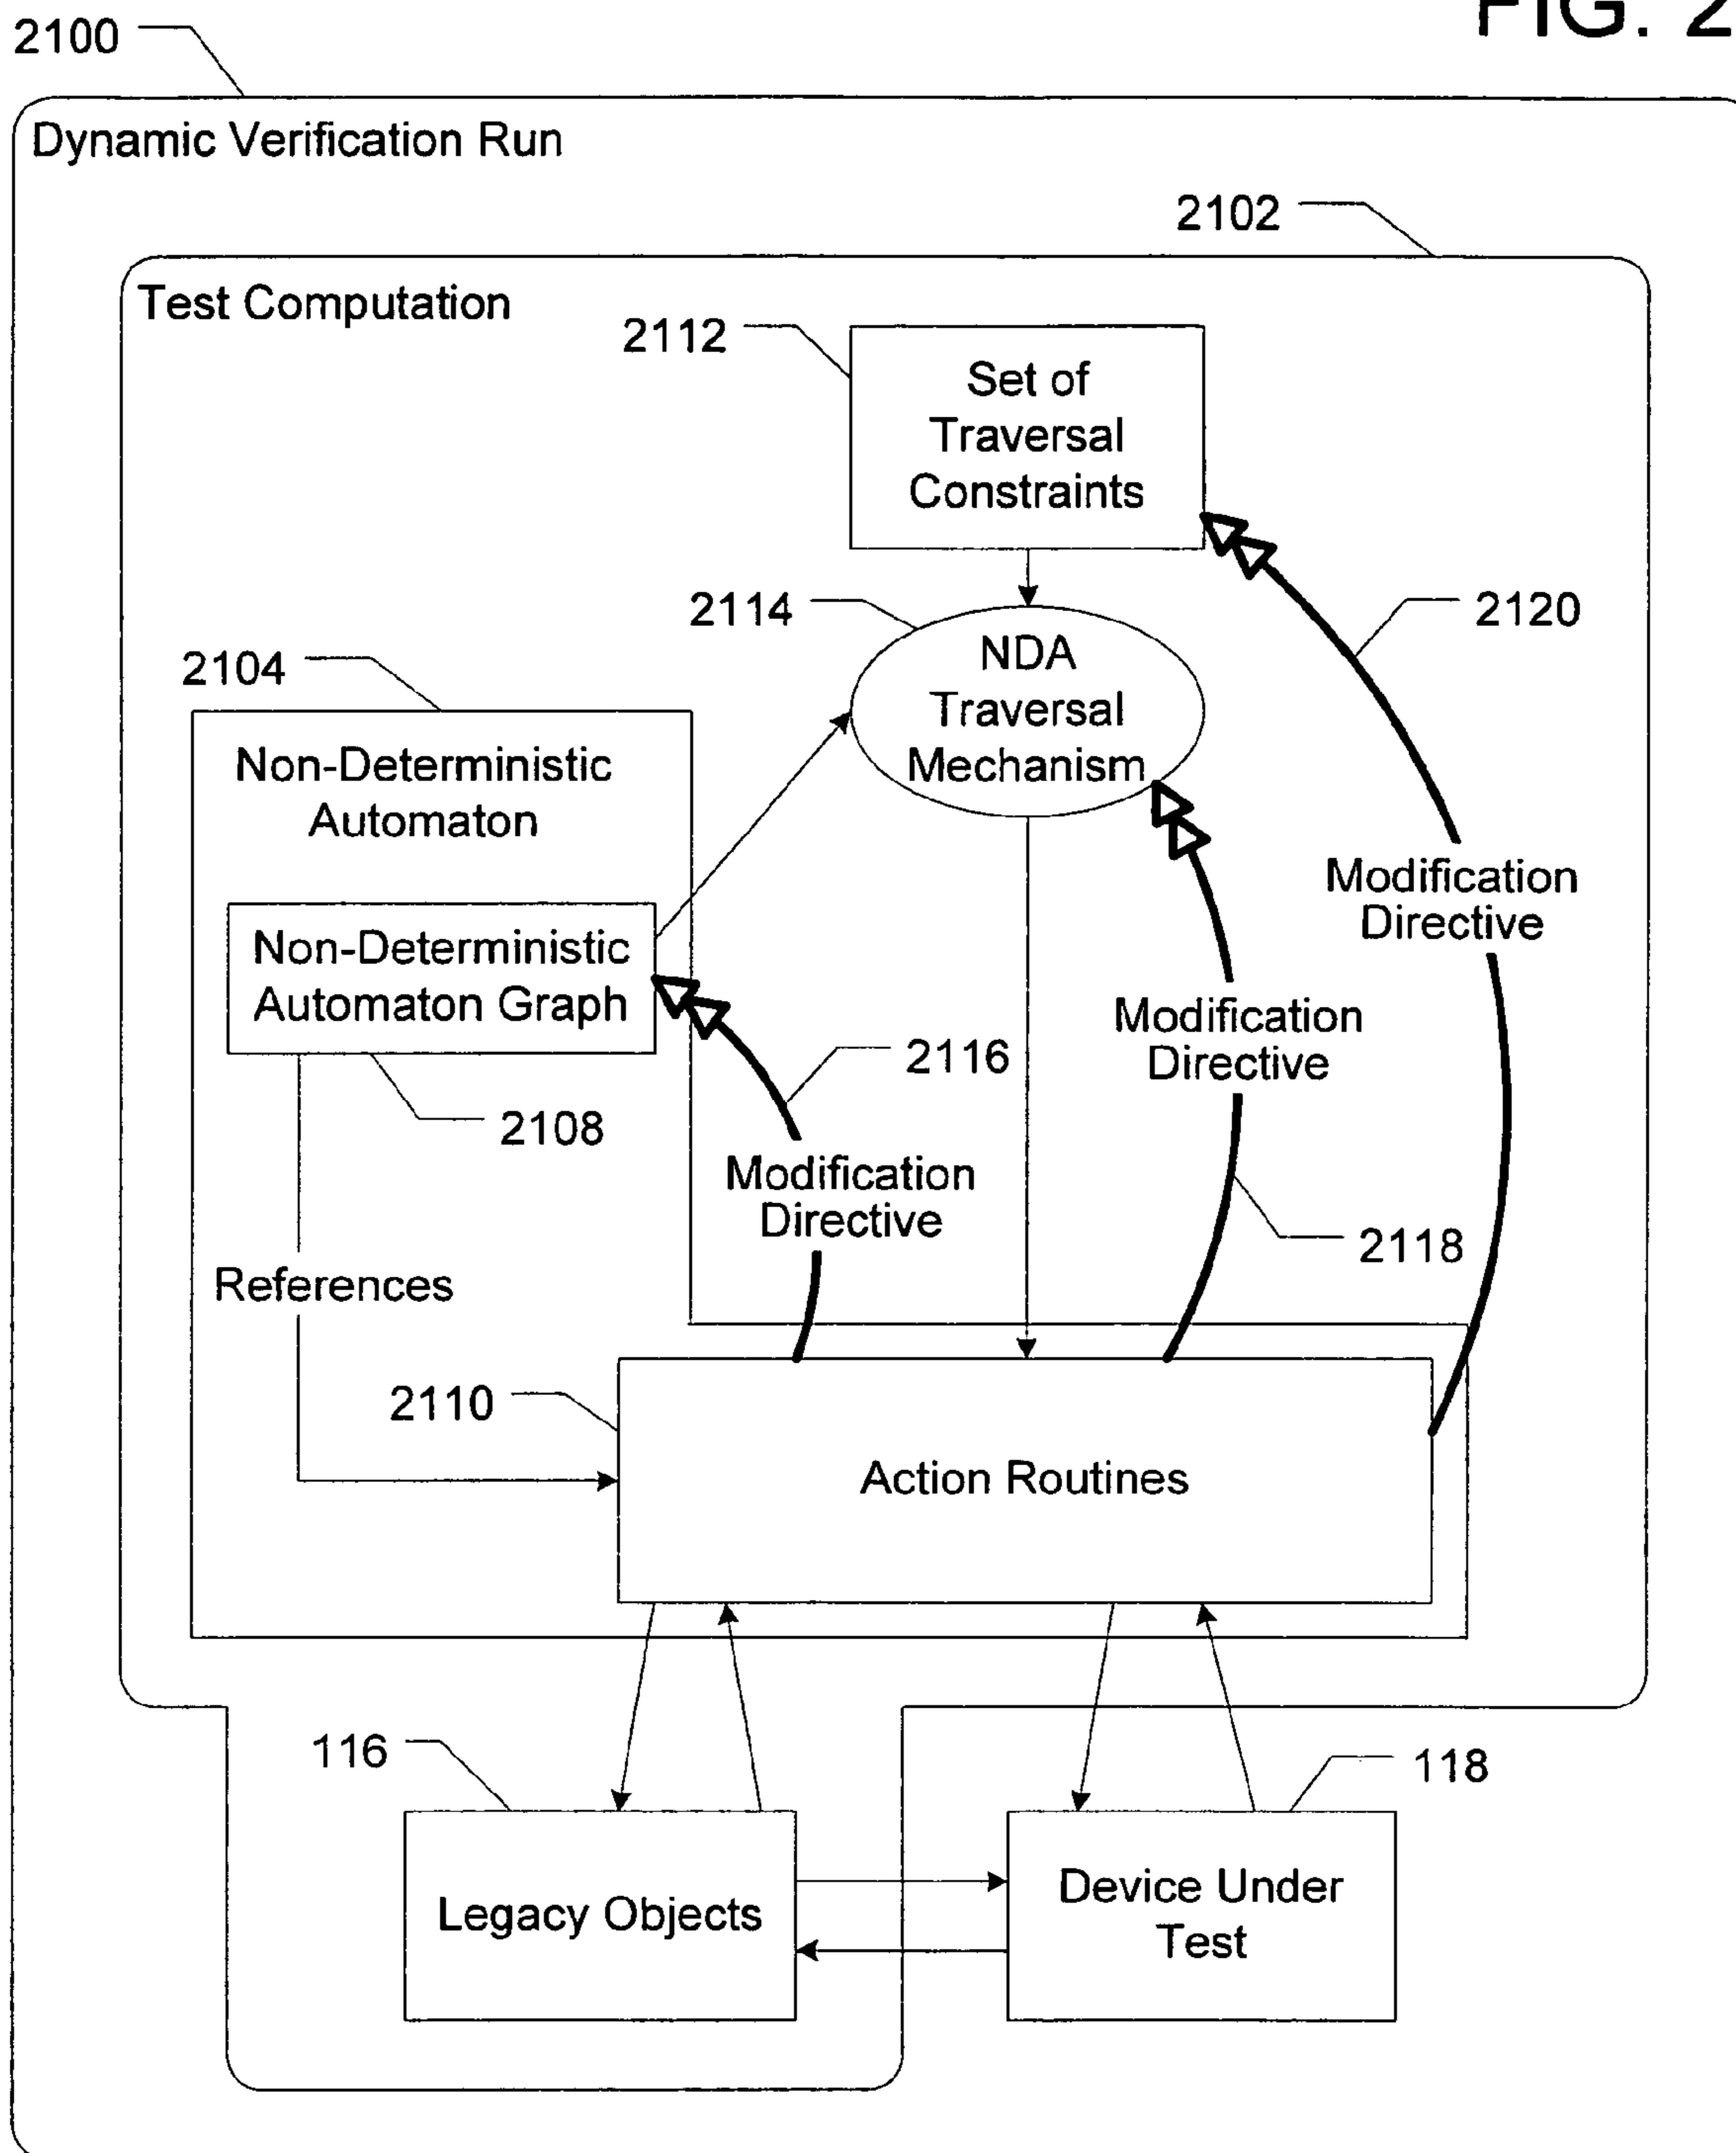 FIG. 2
2100
Dynamic Verification Run
2102
Test Computation
2112
Set of
Traversal
Constraints
2114
NDA
Traversal
Mechanism
2120
2104
Non-Deterministic
Automaton
Modification
Directive
Non-Deterministic
Automaton Graph
Modification
Directive
2116
2108
Modification
Directive
2118
References
2110
Action Routines
116
118
Legacy Objects
Device Under
Test